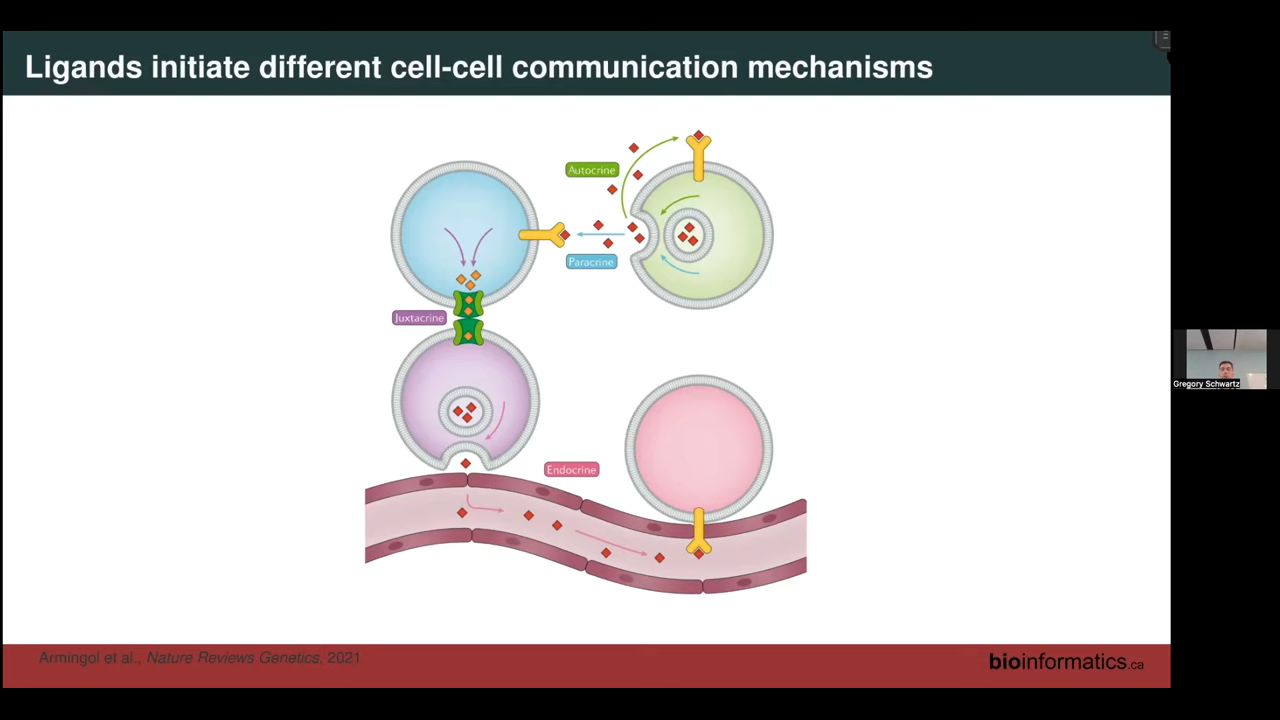 Ligands initiate different cell-cell communication mechanisms
Autocrine
Paracrine
Juxtacrine
Endocrine
Gregory Schwartz
Armingol et al., Nature Reviews Genetics, 2021
bioinformatics.ca